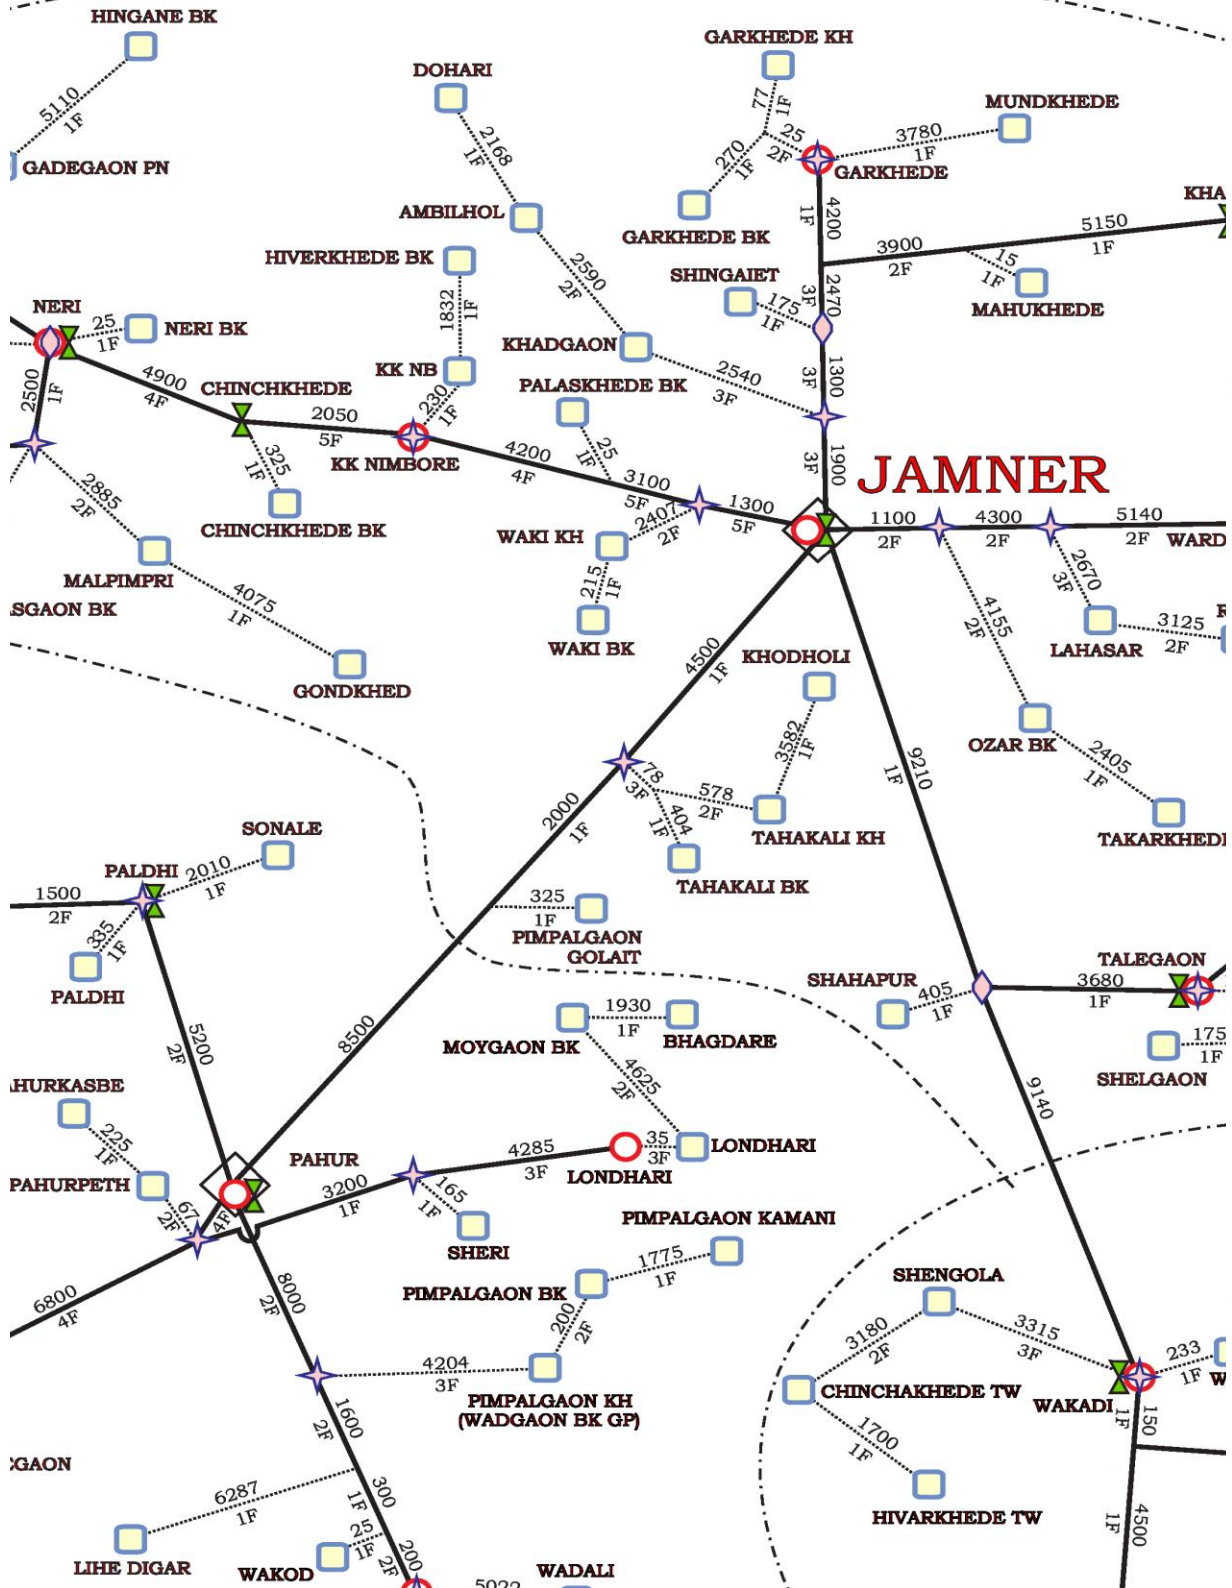 HINGANE BK
5110
1F
GADEGAON PN
DOHARI
2168
1F
AMBILHOL
2590
2F
GARKHEDE KH
77
1F
25
2F
270
1F
GARKHEDE BK
MUNDKHEDE
3780
1F
GARKHEDE
4200
1F
KHA
5150
1F
3900
2F
15
1F
MAHUKHEDE
HIVERKHEDE BK
1832
1F
SHINGAIET
175
1F
2470
3F
NERI
25
1F
NERI BK
2500
1F
4900
4F
CHINCHKHEDE
2050
5F
325
1F
CHINCHKHEDE BK
KK NB
230
1F
KK NIMBORE
KHADGAON
2540
3F
1300
3F
PALASKHEDE BK
25
1F
4200
4F
3100
5F
1300
5F
1900
3F
JAMNER
2885
2F
MALPIMPRI
4075
1F
GONDKHED
SGAON BK
WAKI KH
2407
2F
215
1F
WAKI BK
1100
2F
4300
2F
5140
2F
WARD
2670
3F
LAHASAR
3125
2F
R
4155
2F
OZAR BK
2405
1F
TAKARKHEDE
4500
1F
KHODHOLI
3582
1F
9210
1F
78
3F
578
2F
404
1F
TAHAKALI KH
TAHAKALI BK
2000
1F
SONALE
PALDHI
2010
1F
1500
2F
335
1F
PALDHI
325
1F
PIMPALGAON
GOLAIT
SHAHAPUR
405
1F
TALEGAON
3680
1F
175
1F
SHELGAON
5200
2F
8500
1930
1F
MOYGAON BK
BHAGDARE
4625
2F
9140
AHURKASBE
225
1F
PAHURPETH
67
2F
4F
PAHUR
3200
1F
4285
3F
35
3F
LONDHARI
LONDHARI
165
1F
SHERI
6800
4F
8000
2F
PIMPALGAON KAMANI
1775
1F
PIMPALGAON BK
200
2F
4204
3F
PIMPALGAON KH
(WADGAON BK GP)
SHENGOLA
3180
2F
3315
3F
CHINCHAKHEDE TW
WAKADI
233
1F
W
1F
150
1700
1F
HIVARKHEDE TW
4500
1F
1600
2F
EGAON
6287
1F
LIHE DIGAR
300
1F
25
1F
WAKOD
200
2F
5022
WADALI